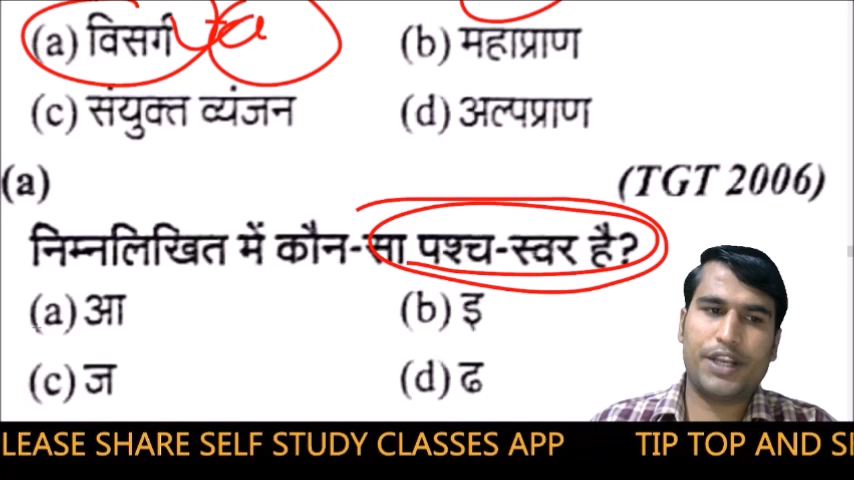 (a) विसर्ग (b) महाप्राण
(c) संयुक्त व्यंजन (d) अल्पप्राण
(a) (TGT 2006)
निम्नलिखित में कौन-सा पश्च-स्वर है?
(a) आ (b) इ
(c) ज (d) ढ
LEASE SHARE SELF STUDY CLASSES APP TIP TOP AND SI